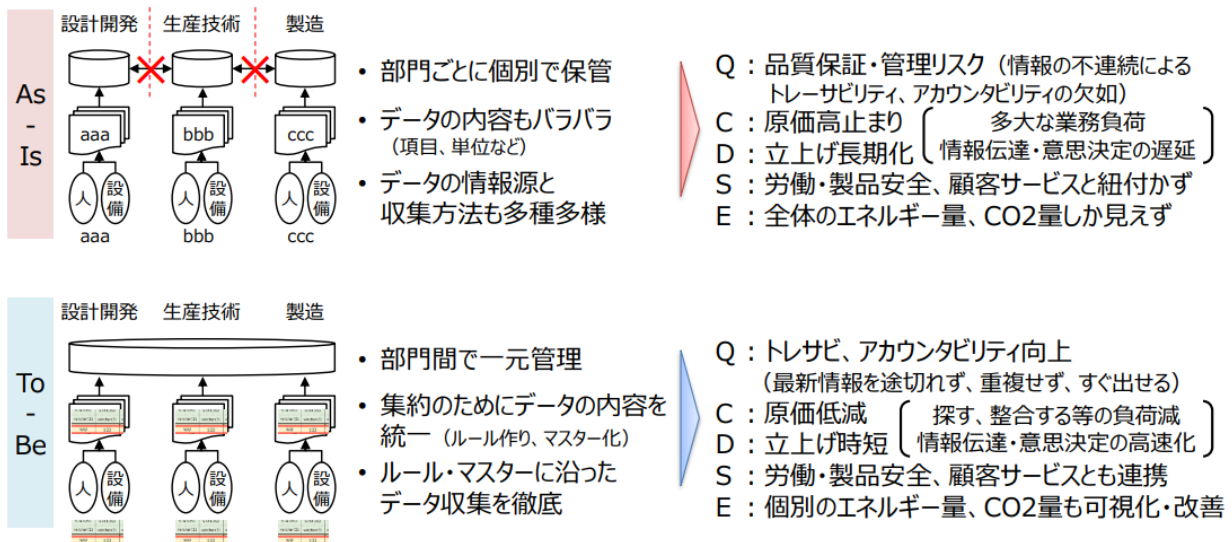 設計開発 生産技術 製造
As
-
Is
aaa bbb ccc
人 設備 人 設備 人 設備
aaa bbb ccc
• 部門ごとに個別で保管
• データの内容もバラバラ
(項目、単位など)
• データの情報源と
収集方法も多種多様
Q：品質保証・管理リスク（情報の不連続による
トレーサビリティ、アカウンタビリティの欠如）
C：原価高止まり
D：立上げ長期化
多大な業務負荷
情報伝達・意思決定の遅延
S：労働・製品安全、顧客サービスと紐付かず
E：全体のエネルギー量、CO2量しか見えず
設計開発 生産技術 製造
To
-
Be
人 設備 人 設備 人 設備
• 部門間で一元管理
• 集約のためにデータの内容を
統一（ルール作り、マスター化）
• ルール・マスターに沿った
データ収集を徹底
Q：トレサビ、アカウンタビリティ向上
（最新情報を途切れず、重複せず、すぐ出せる）
C：原価低減
D：立上げ時短
探す、整合する等の負荷減
情報伝達・意思決定の高速化
S：労働・製品安全、顧客サービスとも連携
E：個別のエネルギー量、CO2量も可視化・改善